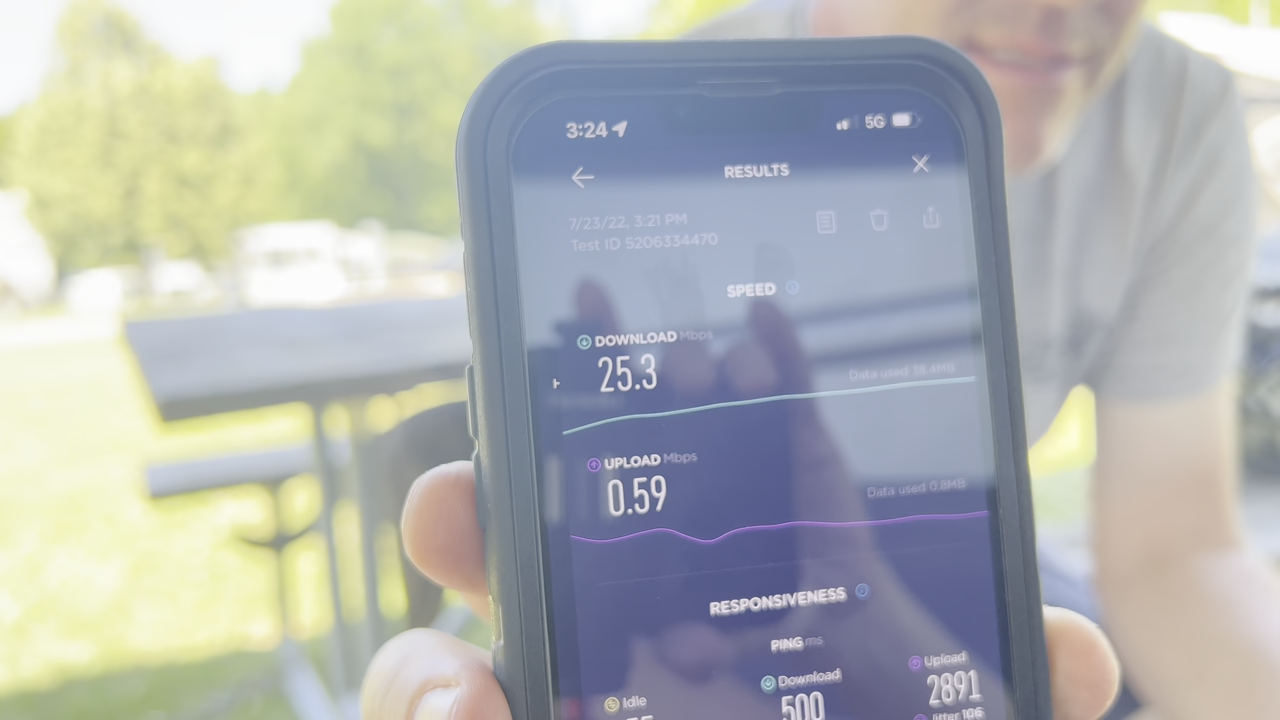 3:24 5G
RESULTS
7/23/22, 3:21 PM
Test ID 5206334470
SPEED
DOWNLOAD Mbps
25.3
Data used 38.4MB
UPLOAD Mbps
0.59
Data used 0.8MB
RESPONSIVENESS
PING ms
Idle
Download
500
Upload
2891
Jitter 106